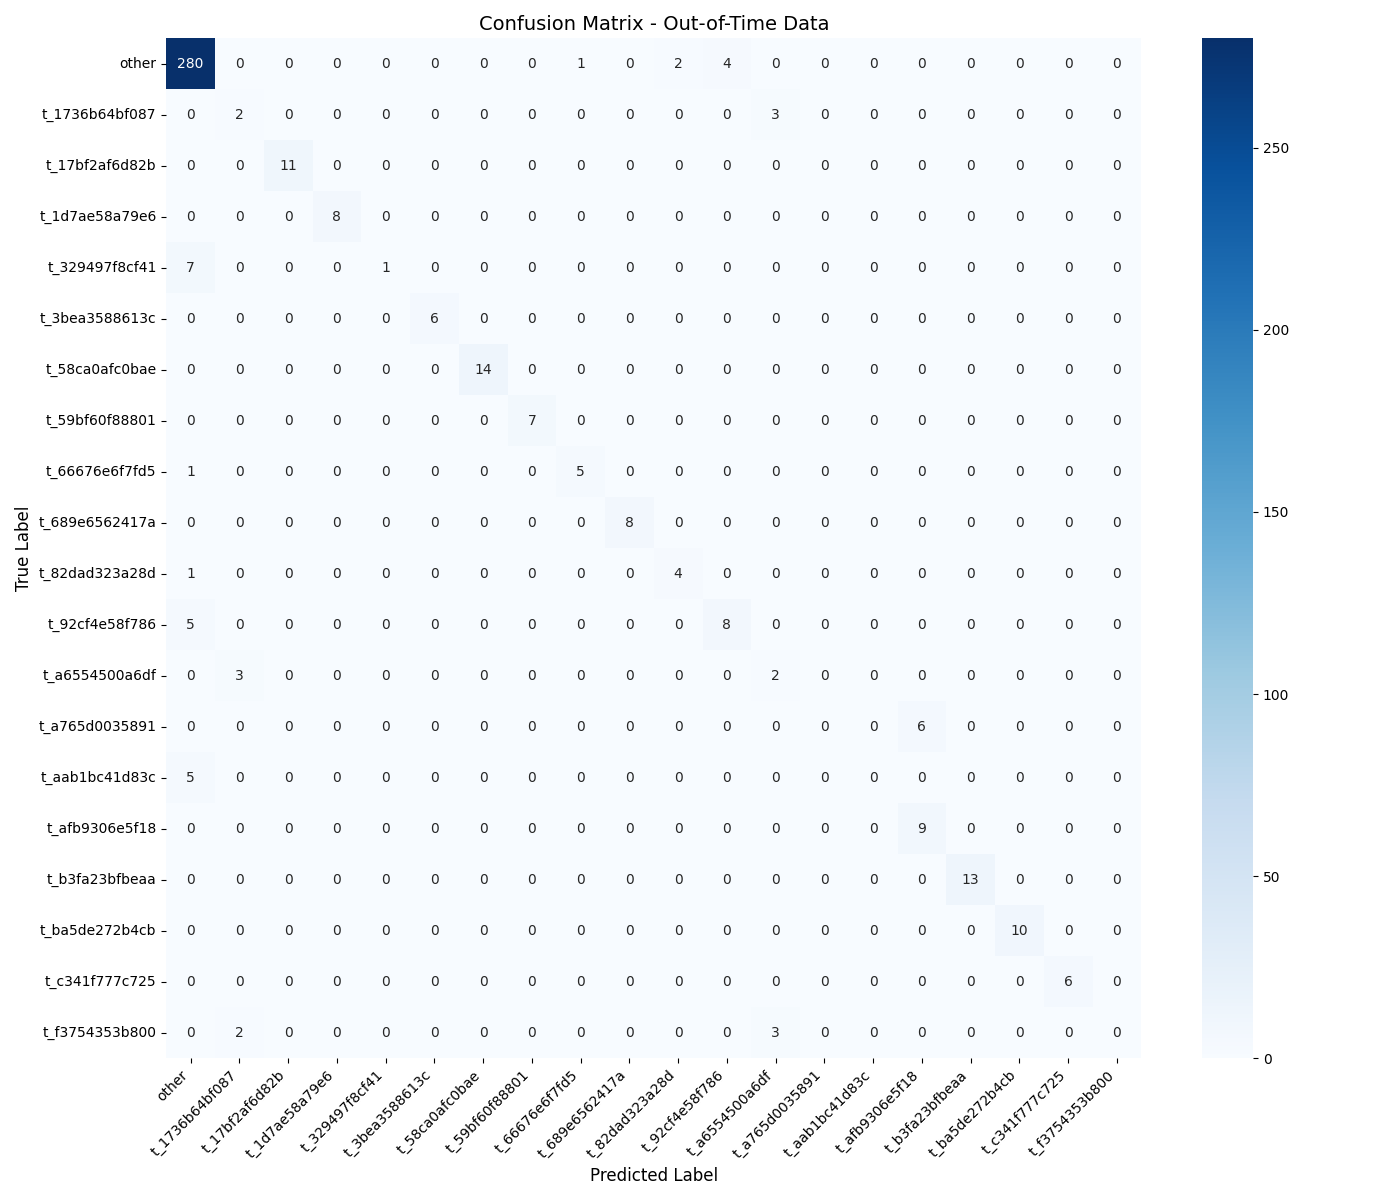 Confusion Matrix - Out-of-Time Data
True Label
other 280 0 0 0 0 0 0 0 1 0 2 4 0 0 0 0 0 0 0 0
t_1736b64bf087 0 2 0 0 0 0 0 0 0 0 0 0 3 0 0 0 0 0 0 0
t_17bf2af6d82b 0 0 11 0 0 0 0 0 0 0 0 0 0 0 0 0 0 0 0 0
t_1d7ae58a79e6 0 0 0 8 0 0 0 0 0 0 0 0 0 0 0 0 0 0 0 0
t_329497f8cf41 7 0 0 0 1 0 0 0 0 0 0 0 0 0 0 0 0 0 0 0
t_3bea3588613c 0 0 0 0 0 6 0 0 0 0 0 0 0 0 0 0 0 0 0 0
t_58ca0afc0bae 0 0 0 0 0 0 14 0 0 0 0 0 0 0 0 0 0 0 0 0
t_59bf60f88801 0 0 0 0 0 0 0 7 0 0 0 0 0 0 0 0 0 0 0 0
t_66676e6f7fd5 1 0 0 0 0 0 0 0 5 0 0 0 0 0 0 0 0 0 0 0
t_689e6562417a 0 0 0 0 0 0 0 0 0 8 0 0 0 0 0 0 0 0 0 0
t_82dad323a28d 1 0 0 0 0 0 0 0 0 0 4 0 0 0 0 0 0 0 0 0
t_92cf4e58f786 5 0 0 0 0 0 0 0 0 0 0 8 0 0 0 0 0 0 0 0
t_a6554500a6df 0 3 0 0 0 0 0 0 0 0 0 0 2 0 0 0 0 0 0 0
t_a765d0035891 0 0 0 0 0 0 0 0 0 0 0 0 0 0 0 6 0 0 0 0
t_aab1bc41d83c 5 0 0 0 0 0 0 0 0 0 0 0 0 0 0 0 0 0 0 0
t_afb9306e5f18 0 0 0 0 0 0 0 0 0 0 0 0 0 0 0 9 0 0 0 0
t_b3fa23bfbeaa 0 0 0 0 0 0 0 0 0 0 0 0 0 0 0 0 13 0 0 0
t_ba5de272b4cb 0 0 0 0 0 0 0 0 0 0 0 0 0 0 0 0 0 10 0 0
t_c341f777c725 0 0 0 0 0 0 0 0 0 0 0 0 0 0 0 0 0 0 6 0
t_f3754353b800 0 2 0 0 0 0 0 0 0 0 0 0 3 0 0 0 0 0 0 0
other
t_1736b64bf087
t_17bf2af6d82b
t_1d7ae58a79e6
t_329497f8cf41
t_3bea3588613c
t_58ca0afc0bae
t_59bf60f88801
t_66676e6f7fd5
t_689e6562417a
t_82dad323a28d
t_92cf4e58f786
t_a6554500a6df
t_a765d0035891
t_aab1bc41d83c
t_afb9306e5f18
t_b3fa23bfbeaa
t_ba5de272b4cb
t_c341f777c725
t_f3754353b800
Predicted Label
250
200
150
100
50
0